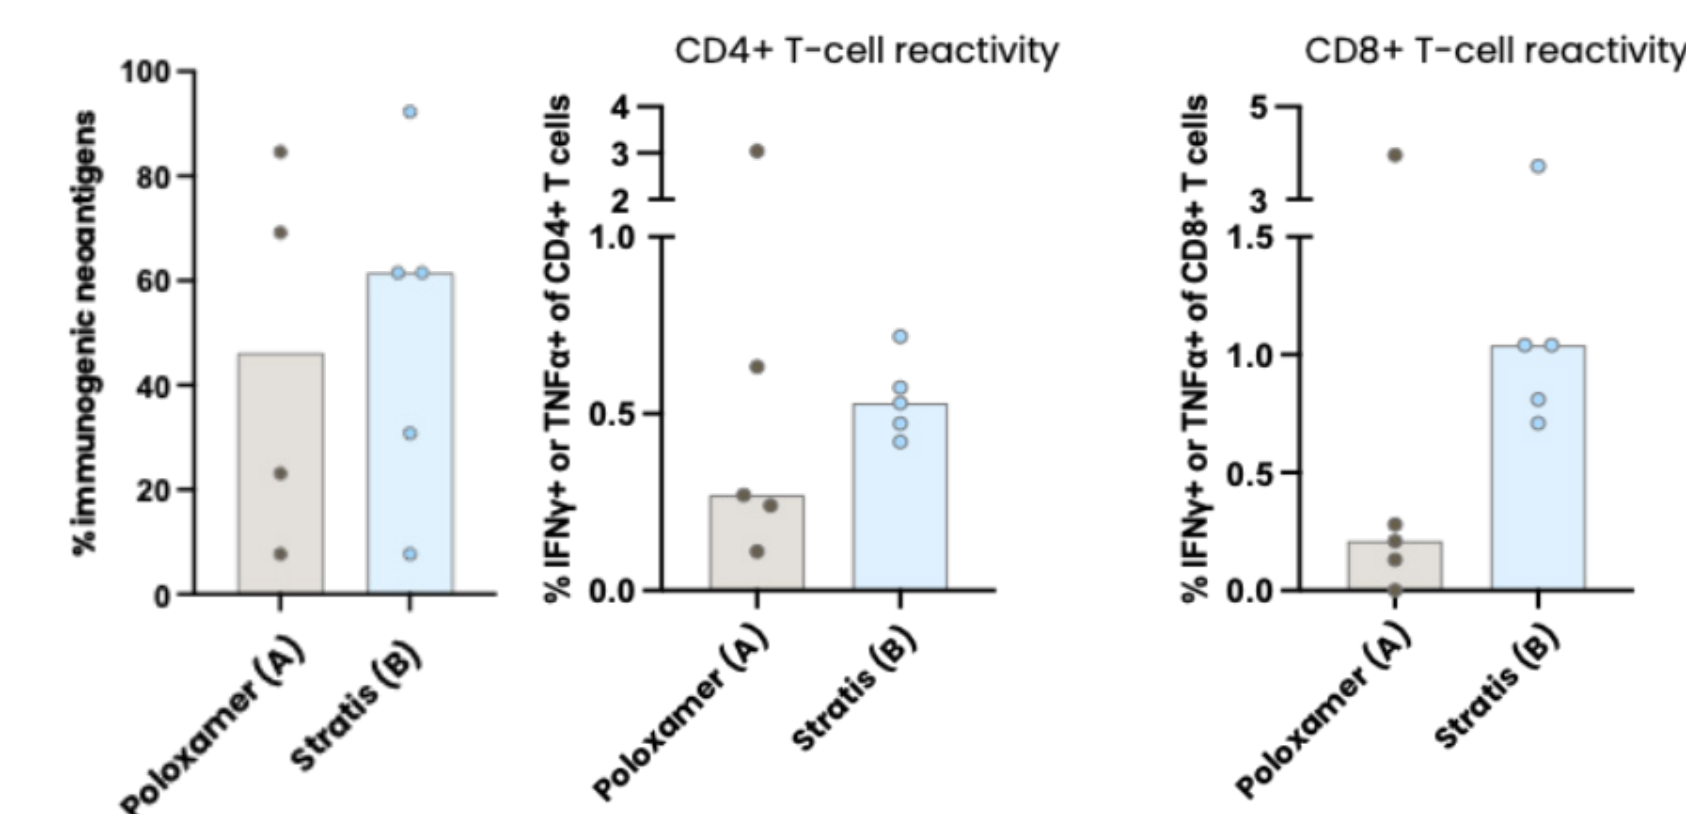 % immunogenic neoantigens
100
80
60
40
20
0
Poloxamer (A)
Stratis (B)
CD4+ T-cell reactivity
% IFNγ+ or TNFα+ of CD4+ T cells
4
3
2
1.0
0.5
0.0
Poloxamer (A)
Stratis (B)
CD8+ T-cell reactivity
% IFNγ+ or TNFα+ of CD8+ T cells
5
3
1.5
1.0
0.5
0.0
Poloxamer (A)
Stratis (B)